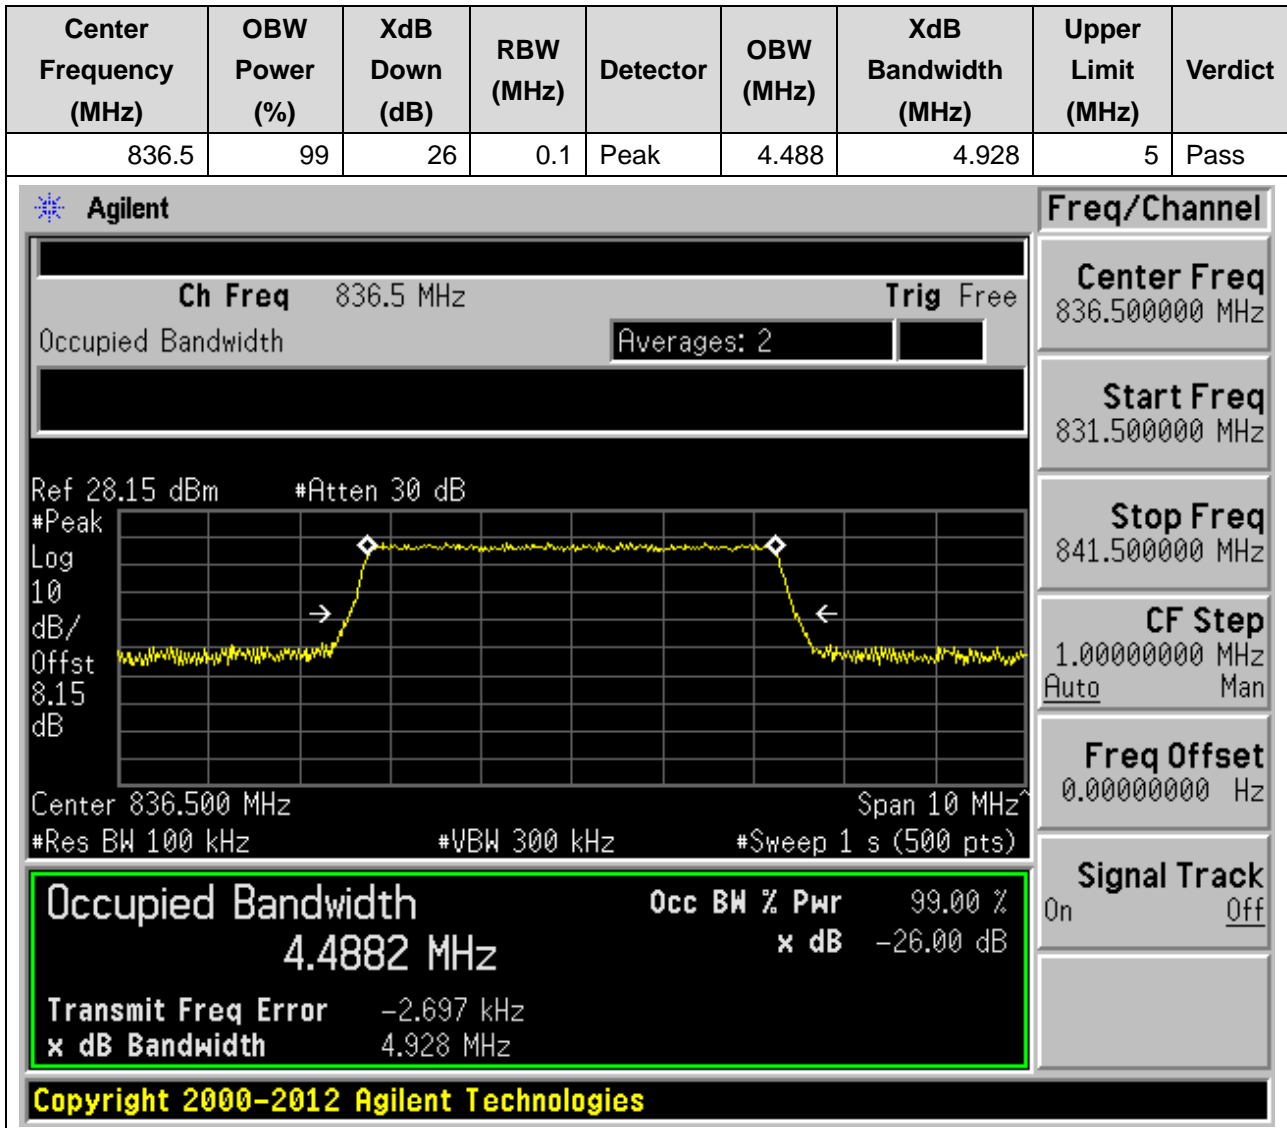 Center Frequency (MHz) OBW Power (%) XdB Down (dB) RBW (MHz) Detector OBW (MHz) XdB Bandwidth (MHz) Upper Limit (MHz) Verdict
836.5 99 26 0.1 Peak 4.488 4.928 5 Pass
Agilent
Freq/Channel
Ch Freq 836.5 MHz Trig Free
Occupied Bandwidth Averages: 2
Center Freq
836.500000 MHz
Start Freq
831.500000 MHz
Stop Freq
841.500000 MHz
CF Step
1.00000000 MHz
Auto Man
Freq Offset
0.00000000 Hz
Signal Track
On Off
Ref 28.15 dBm #Atten 30 dB
#Peak
Log
10
dB/
Offst
8.15
dB
Center 836.500 MHz Span 10 MHz^
#Res BW 100 kHz #VBW 300 kHz #Sweep 1 s (500 pts)
Occupied Bandwidth Occ BW % Pwr 99.00 %
4.4882 MHz x dB -26.00 dB
Transmit Freq Error -2.697 kHz
x dB Bandwidth 4.928 MHz
Copyright 2000-2012 Agilent Technologies